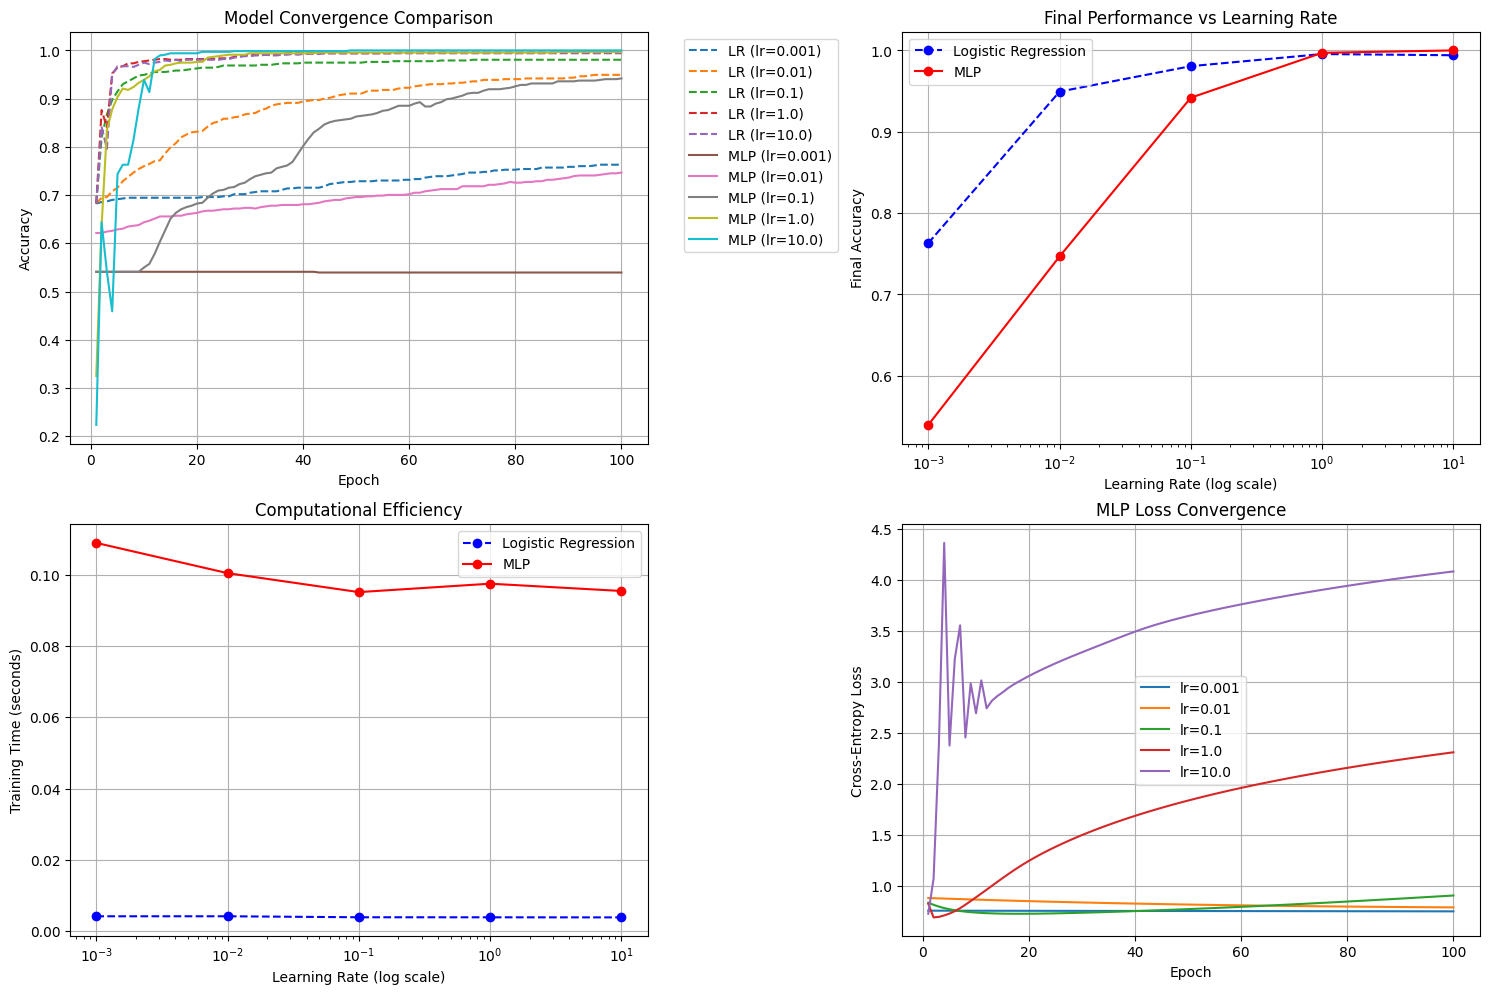 Model Convergence Comparison
Accuracy
1.0
0.9
0.8
0.7
0.6
0.5
0.4
0.3
0.2
0
20
40
60
80
100
Epoch
LR (lr=0.001)
LR (lr=0.01)
LR (lr=0.1)
LR (lr=1.0)
LR (lr=10.0)
MLP (lr=0.001)
MLP (lr=0.01)
MLP (lr=0.1)
MLP (lr=1.0)
MLP (lr=10.0)
Final Performance vs Learning Rate
Logistic Regression
MLP
Final Accuracy
1.0
0.9
0.8
0.7
0.6
10⁻³
10⁻²
10⁻¹
10⁰
10¹
Learning Rate (log scale)
Computational Efficiency
Logistic Regression
MLP
Training Time (seconds)
0.10
0.08
0.06
0.04
0.02
0.00
10⁻³
10⁻²
10⁻¹
10⁰
10¹
Learning Rate (log scale)
MLP Loss Convergence
Cross-Entropy Loss
4.5
4.0
3.5
3.0
2.5
2.0
1.5
1.0
lr=0.001
lr=0.01
lr=0.1
lr=1.0
lr=10.0
0
20
40
60
80
100
Epoch